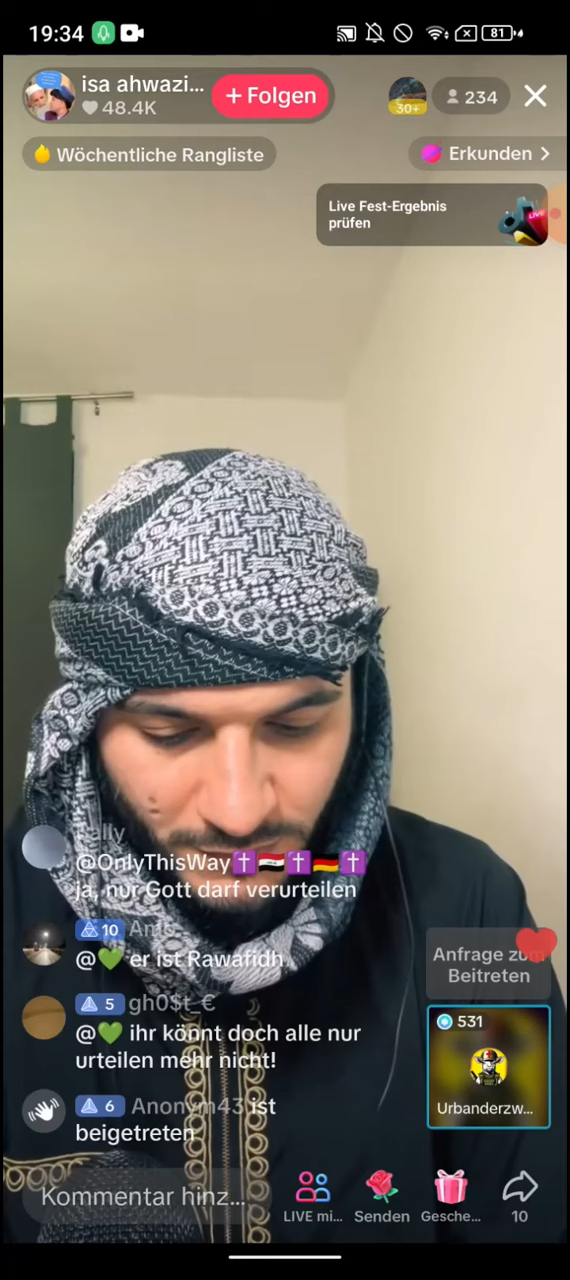 19:34
81
isa ahwazi...
48.4K
+ Folgen
30+
234
Wöchentliche Rangliste
Erkunden >
Live Fest-Ergebnis
prüfen
LIVE
@OnlyThisWay✝️🇮🇶✝️🇩🇪✝️
ja, nur Gott darf verurteilen
10
@💚 er ist Rawafidh
5 gh0$t_€
@💚 ihr könnt doch alle nur
urteilen mehr nicht!
6 Anonym43 ist
beigetreten
Anfrage zum
Beitreten
531
Urbanderzw...
Kommentar hinz...
LIVE mi...
Senden
Gesche...
10